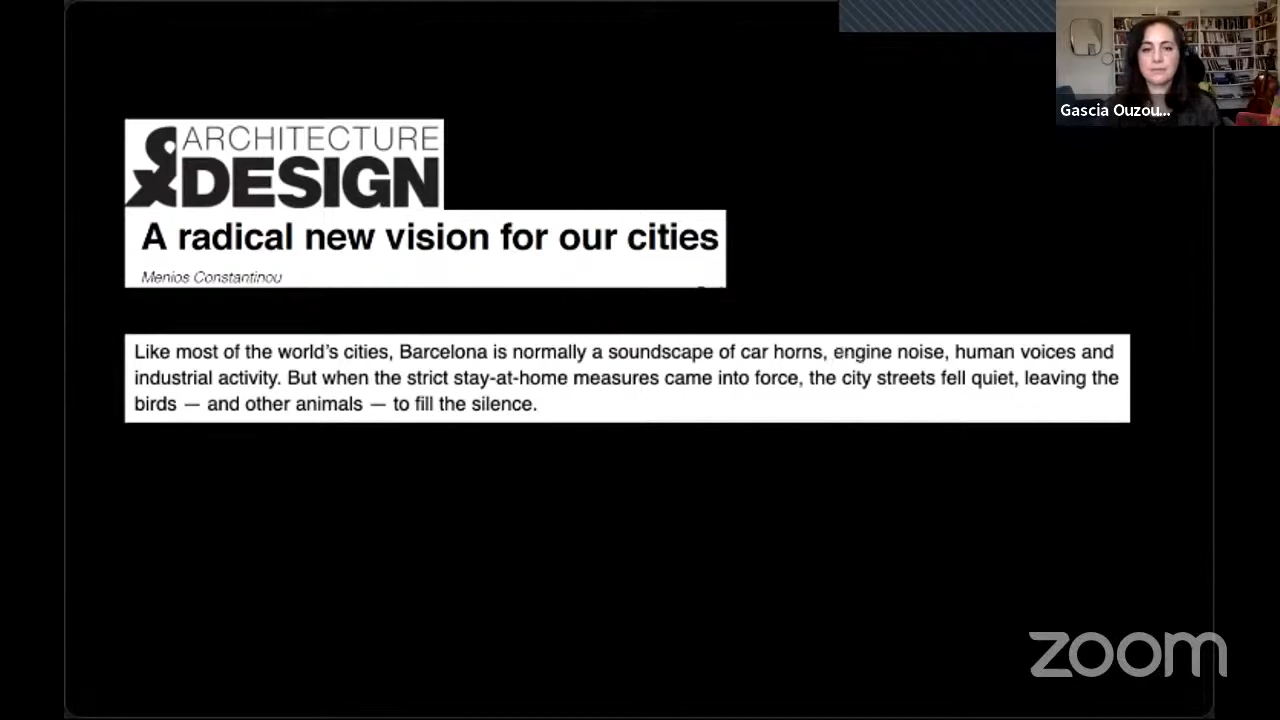 Gascia Ouzou...
& ARCHITECTURE
DESIGN
A radical new vision for our cities
Menios Constantinou
Like most of the world's cities, Barcelona is normally a soundscape of car horns, engine noise, human voices and
industrial activity. But when the strict stay-at-home measures came into force, the city streets fell quiet, leaving the
birds — and other animals — to fill the silence.
zoom